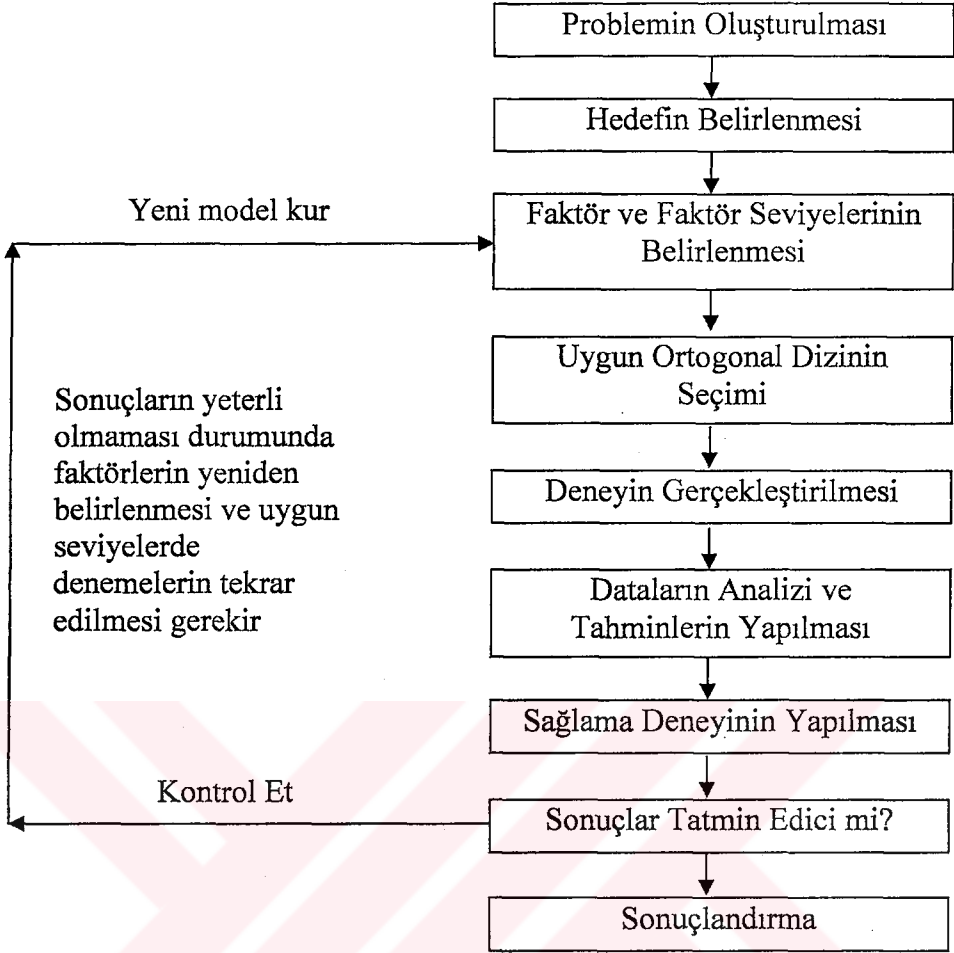 Problemin Oluşturulması
Hedefin Belirlenmesi
Yeni model kur
Faktör ve Faktör Seviyelerinin
Belirlenmesi
Uygun Ortogonal Dizinin
Seçimi
Sonuçların yeterli
olmaması durumunda
faktörlerin yeniden
belirlenmesi ve uygun
seviyelerde
denemelerin tekrar
edilmesi gerekir
Deneyin Gerçekleştirilmesi
Dataların Analizi ve
Tahminlerin Yapılması
Sağlama Deneyinin Yapılması
Kontrol Et
Sonuçlar Tatmin Edici mi?
Sonuçlandırma